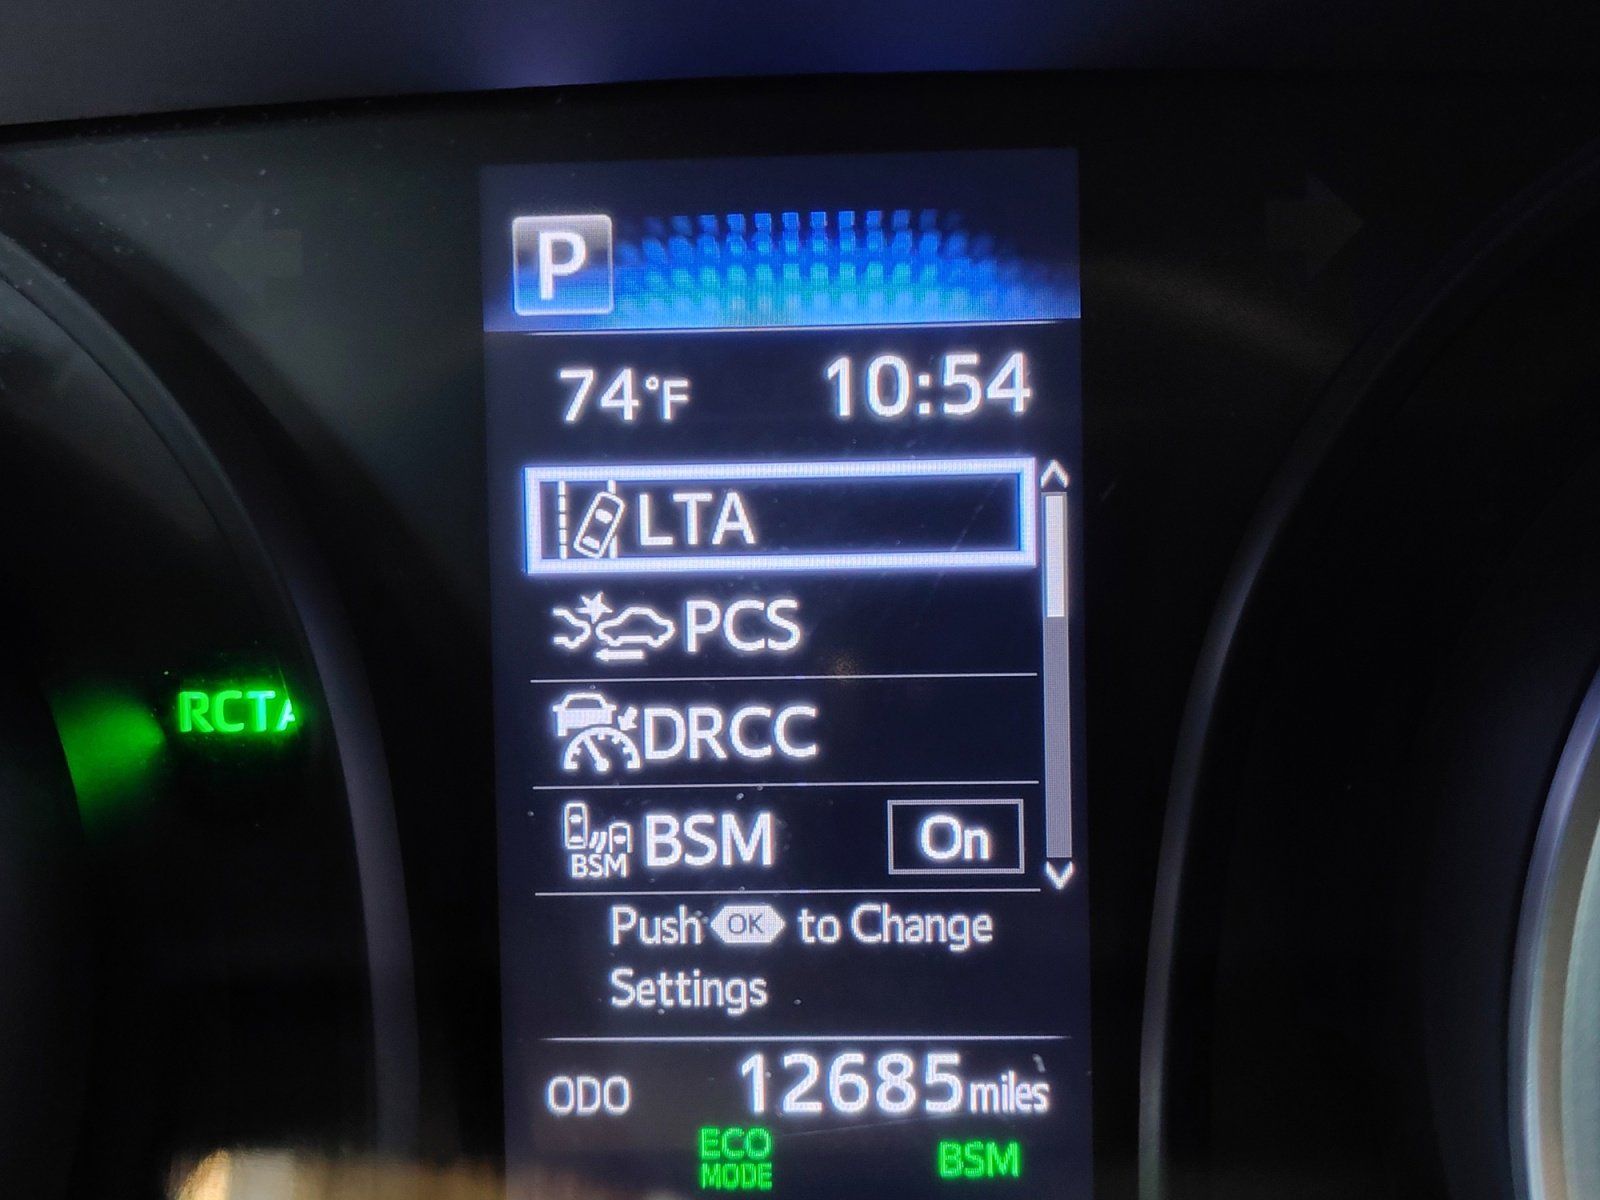 P
74°F 10:54
LTA
PCS
RCTA
DRCC
BSM BSM On
Push OK to Change
Settings
ODO 12685 miles
ECO
MODE
BSM